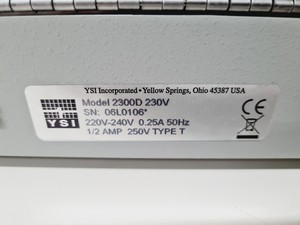 YSI Incorporated • Yellow Springs, Ohio 45387 USA
YSI
Model 2300D 230V
SN: 06L0106*
220V-240V 0.25A 50Hz
1/2 AMP 250V TYPE T
CE